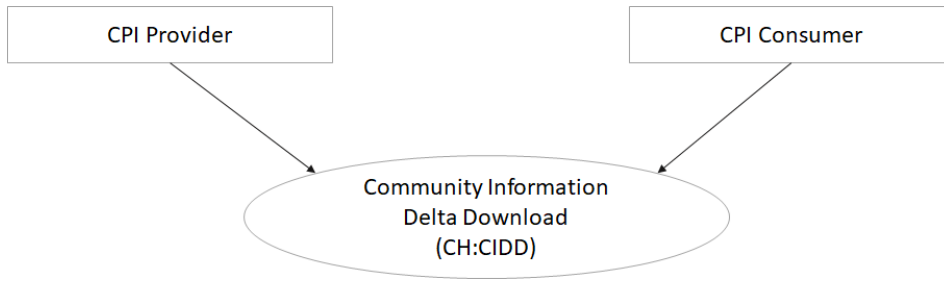 CPI Provider
CPI Consumer
Community Information
Delta Download
(CH:CIDD)